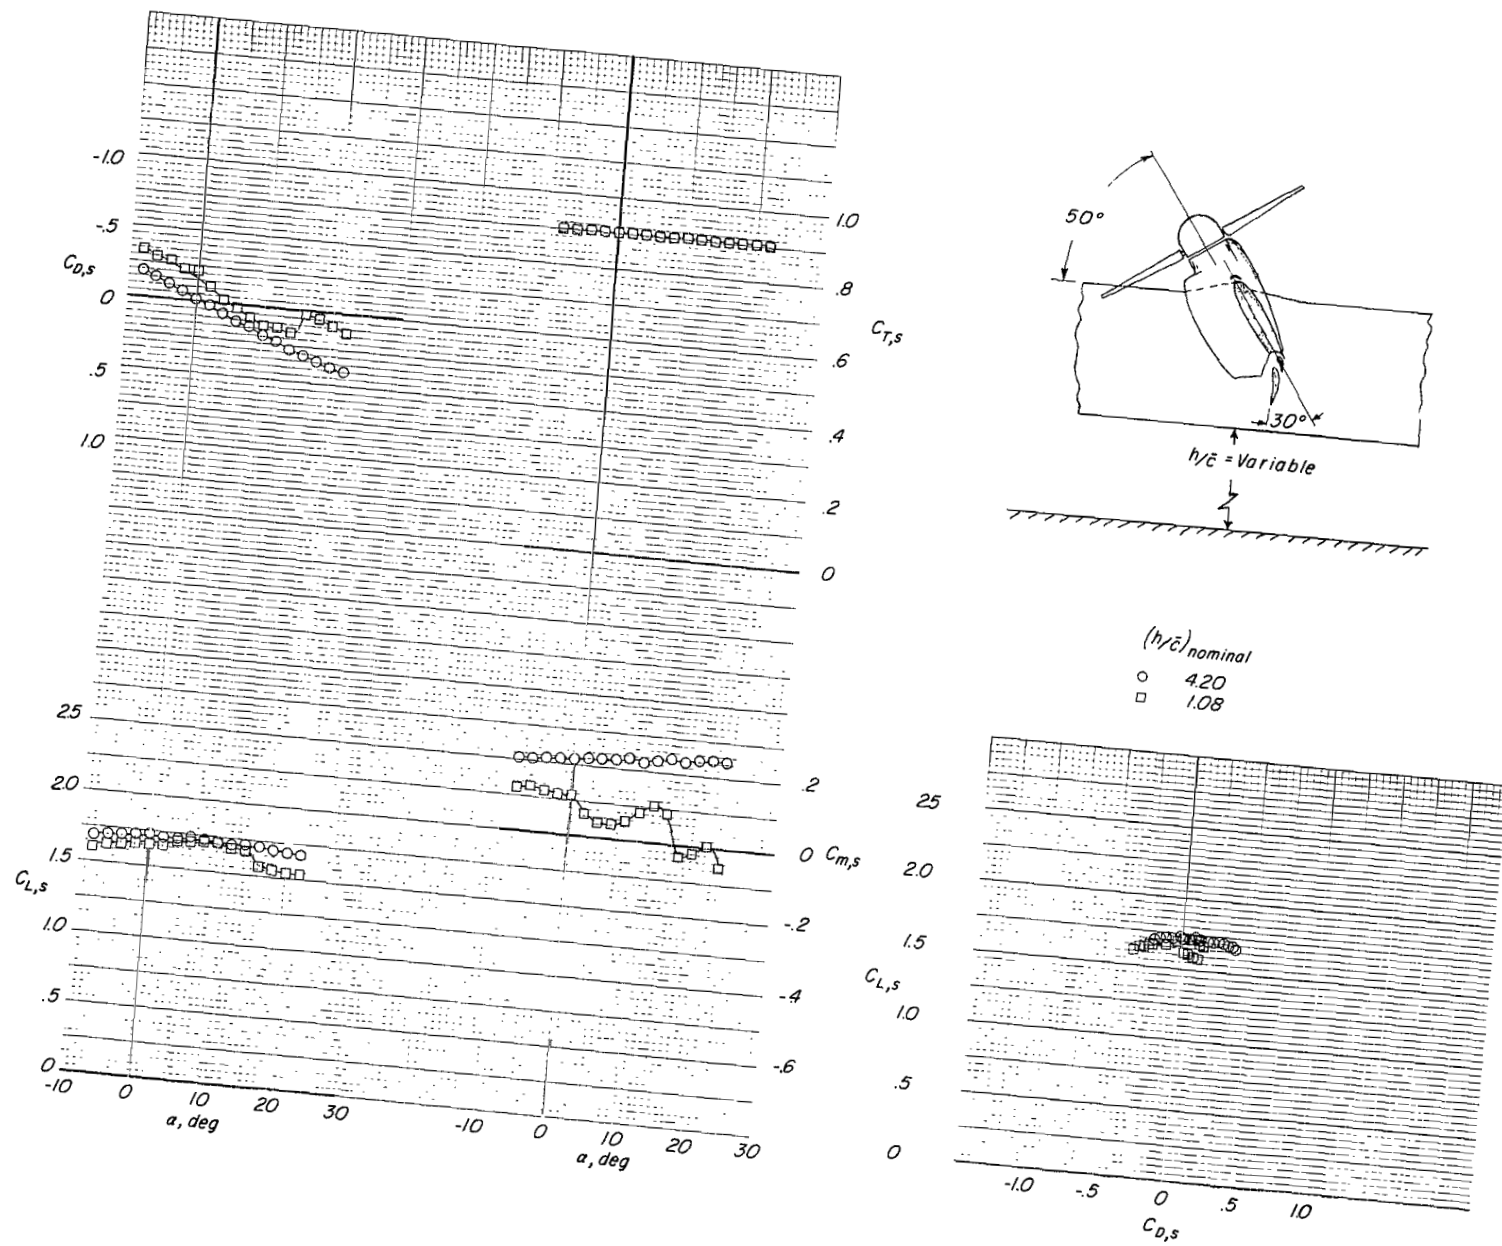 -1.0
-.5
C_D,s
0
.5
1.0
1.0
.8
C_T,s
.6
.4
.2
0
2.5
2.0
1.5
C_L,s
1.0
.5
0
.2
0 C_m,s
-.2
-.4
-.6
-10 0 10 20 30
α, deg
-10 0 10 20 30
α, deg
50°
30°
h/c̄ = Variable
(h/c̄)nominal
○ 4.20
□ 1.08
25
2.0
1.5
C_L,s
1.0
.5
0
-1.0 -.5 0 .5 1.0
C_D,s